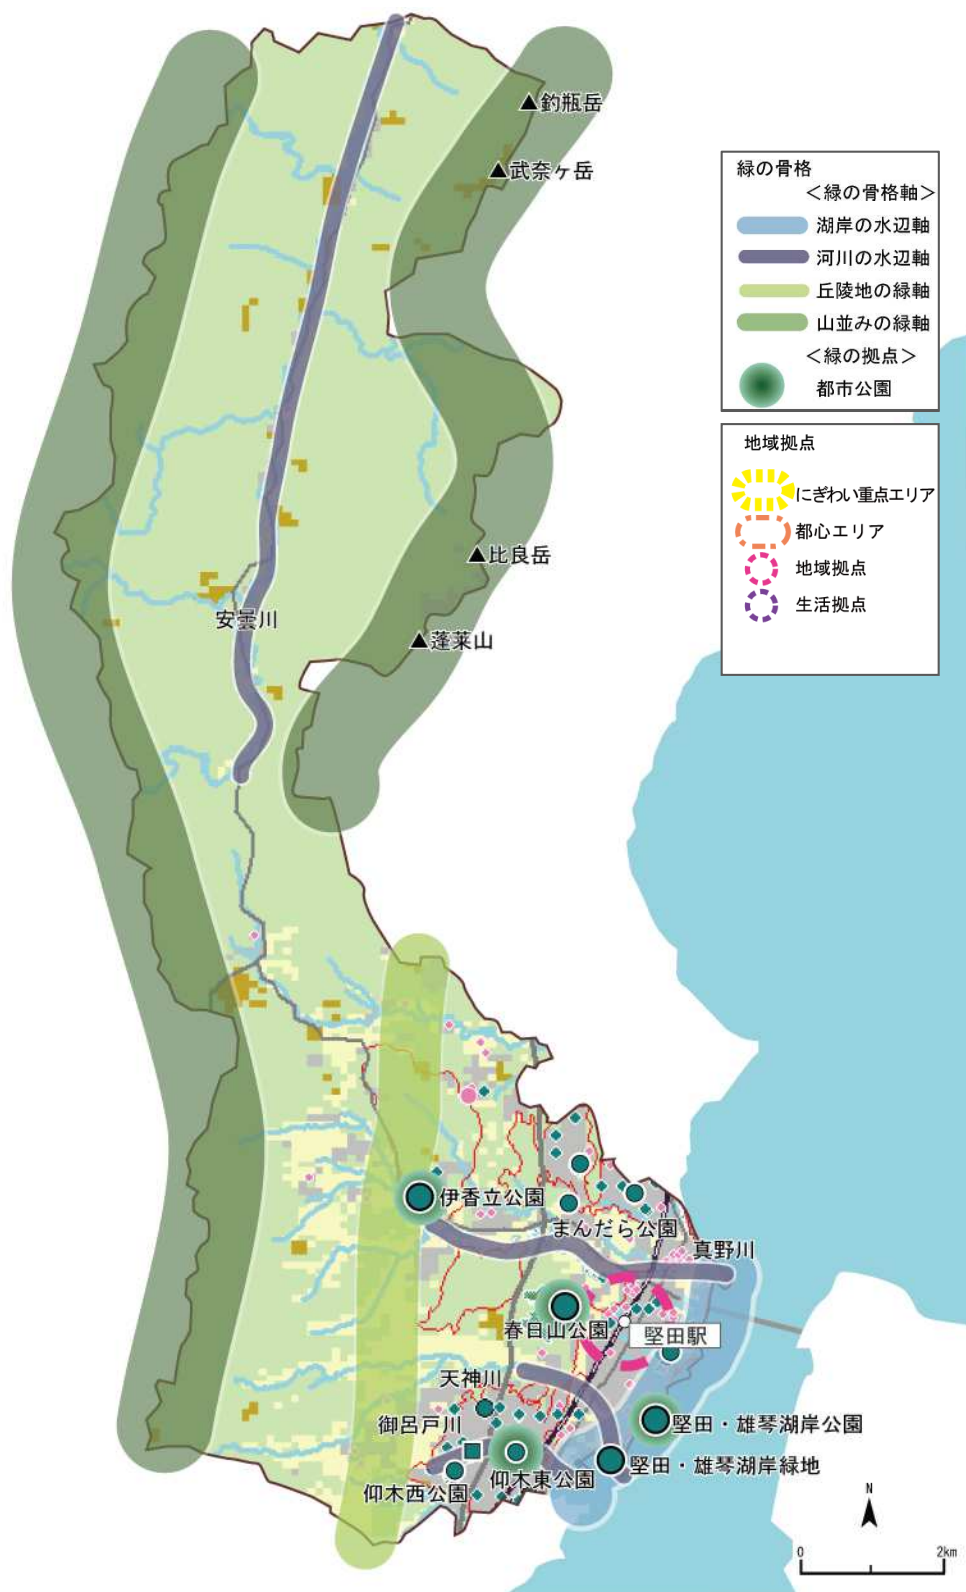 ▲釣瓶岳
▲武奈ヶ岳
緑の骨格
＜緑の骨格軸＞
湖岸の水辺軸
河川の水辺軸
丘陵地の緑軸
山並みの緑軸
＜緑の拠点＞
都市公園
地域拠点
にぎわい重点エリア
都心エリア
地域拠点
生活拠点
▲比良岳
安曇川
▲蓬莱山
伊香立公園
まんだら公園
真野川
春日山公園
堅田駅
天神川
御呂戸川
堅田・雄琴湖岸公園
堅田・雄琴湖岸緑地
仰木東公園
仰木西公園
N
0 2km